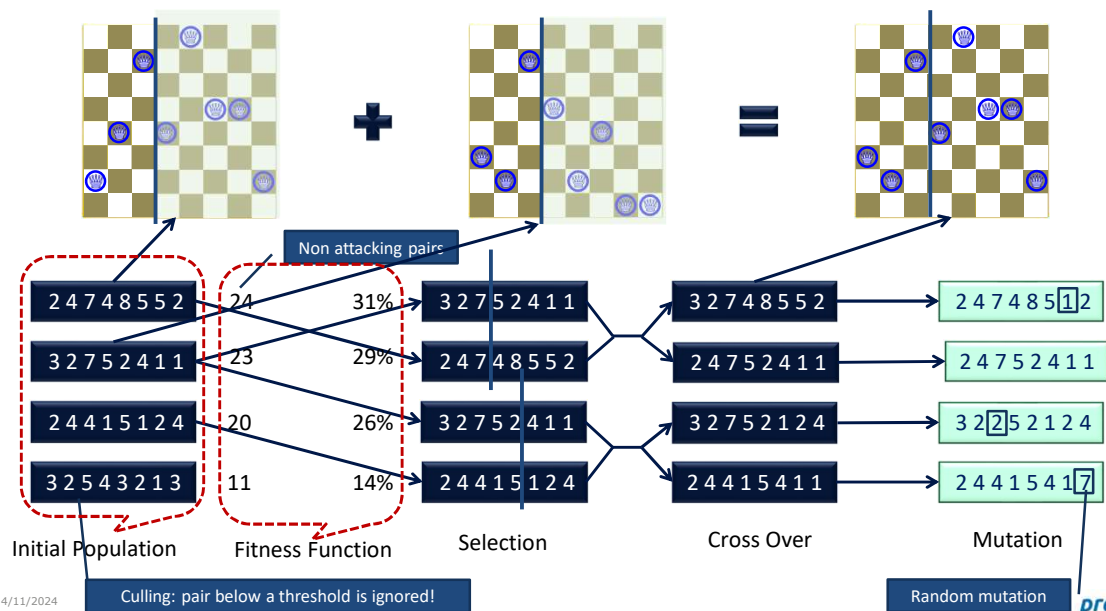 Non attacking pairs
2 4 7 4 8 5 5 2
24
31%
3 2 7 5 2 4 1 1
3 2 7 4 8 5 5 2
2 4 7 4 8 5 1 2
3 2 7 5 2 4 1 1
23
29%
2 4 7 4 8 5 5 2
2 4 7 5 2 4 1 1
2 4 7 5 2 4 1 1
2 4 4 1 5 1 2 4
20
26%
3 2 7 5 2 4 1 1
3 2 7 5 2 1 2 4
3 2 2 5 2 1 2 4
3 2 5 4 3 2 1 3
11
14%
2 4 4 1 5 1 2 4
2 4 4 1 5 4 1 1
2 4 4 1 5 4 1 7
Initial Population
Fitness Function
Selection
Cross Over
Mutation
4/11/2024
Culling: pair below a threshold is ignored!
Random mutation